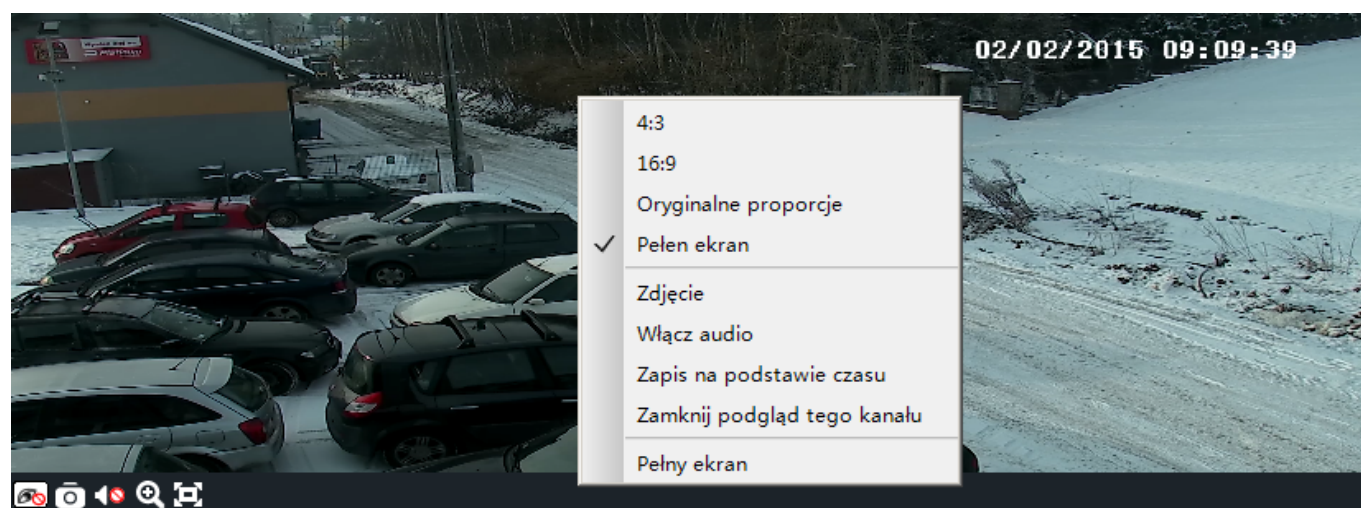 02/02/2015 09:09:39
4:3
16:9
Oryginalne proporcje
Pełen ekran
Zdjęcie
Włącz audio
Zapis na podstawie czasu
Zamknij podgląd tego kanału
Pełny ekran